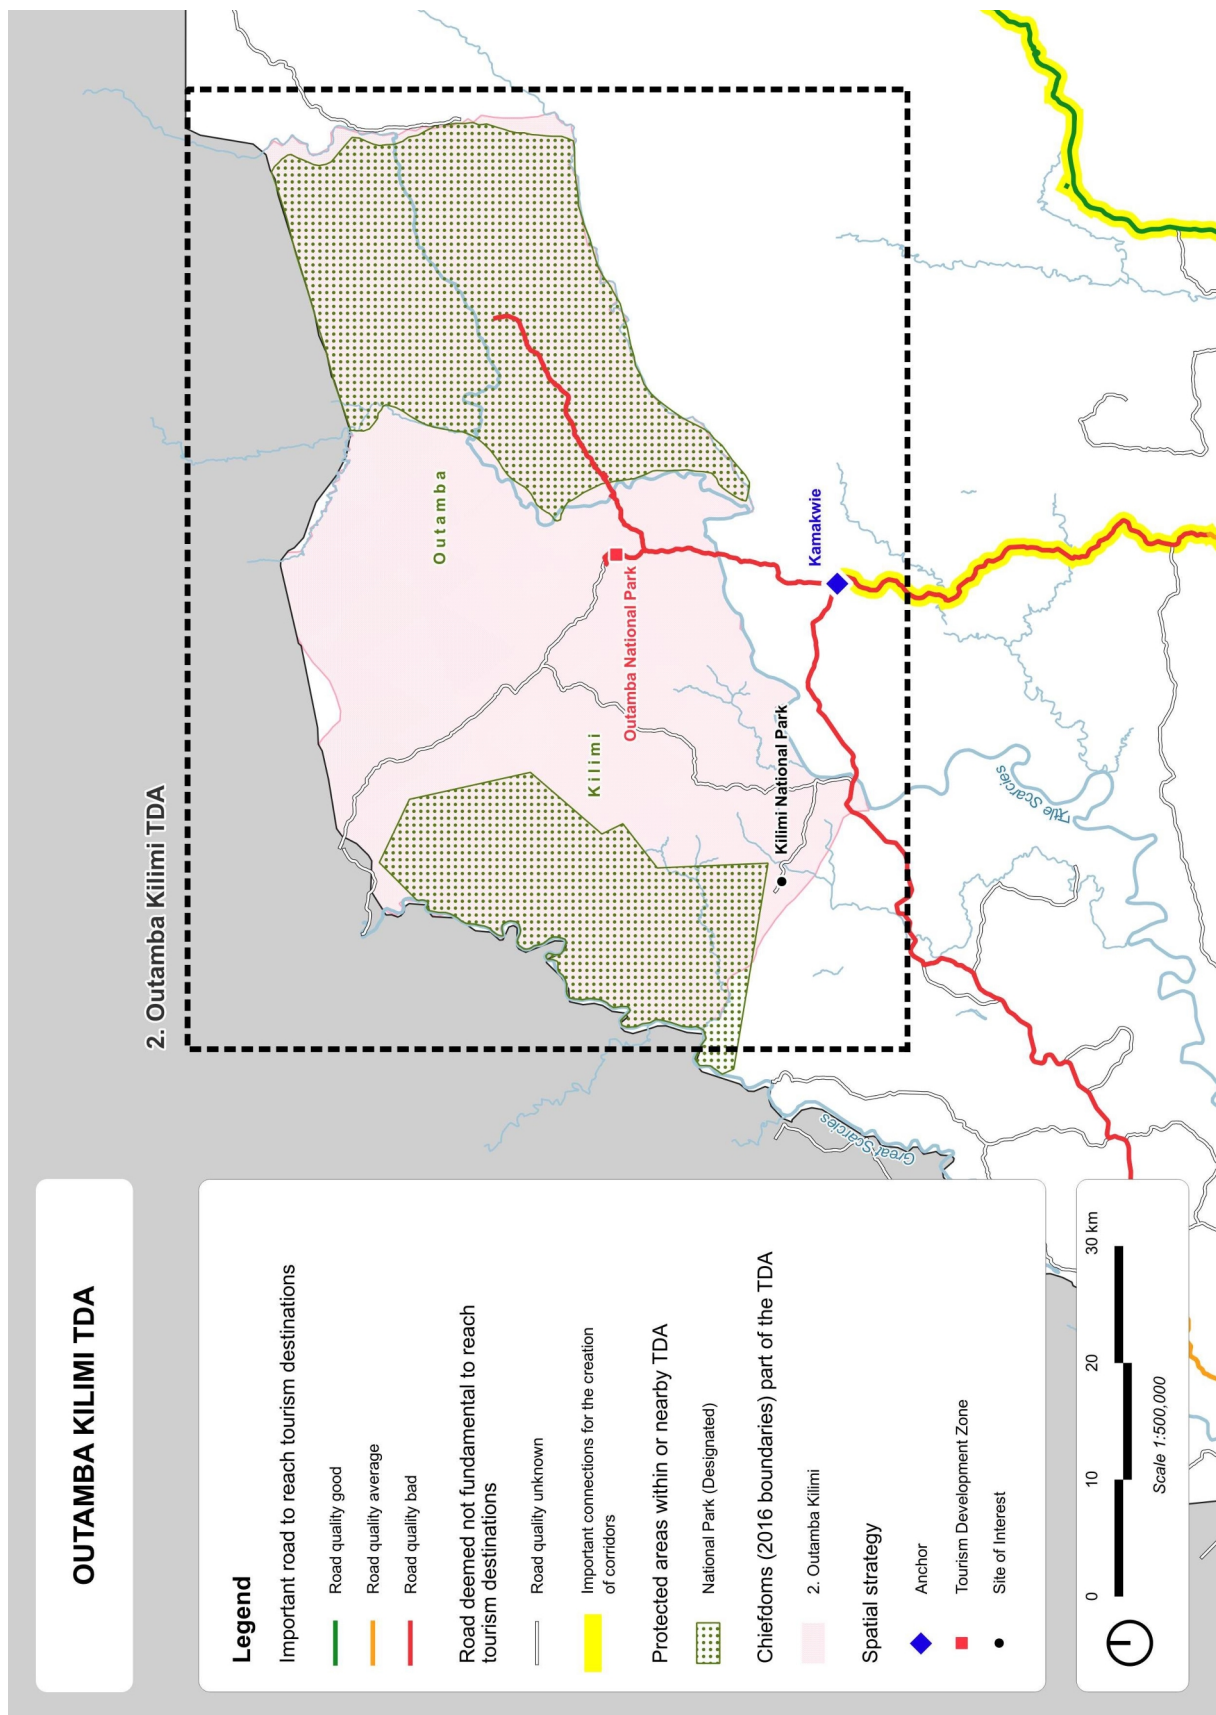 OUTAMBA KILIMI TDA
Legend
Important road to reach tourism destinations
Road quality good
Road quality average
Road quality bad
Road deemed not fundamental to reach
tourism destinations
Road quality unknown
Important connections for the creation
of corridors
Protected areas within or nearby TDA
National Park (Designated)
Chiefdoms (2016 boundaries) part of the TDA
2. Outamba Kilimi
Spatial strategy
Anchor
Tourism Development Zone
Site of Interest
0 10 20 30 km
Scale 1:500,000
2. Outamba Kilimi TDA
Outamba
Kilimi
Outamba National Park
Kilimi National Park
Kamakwie
Great Scarcies
Scarcies